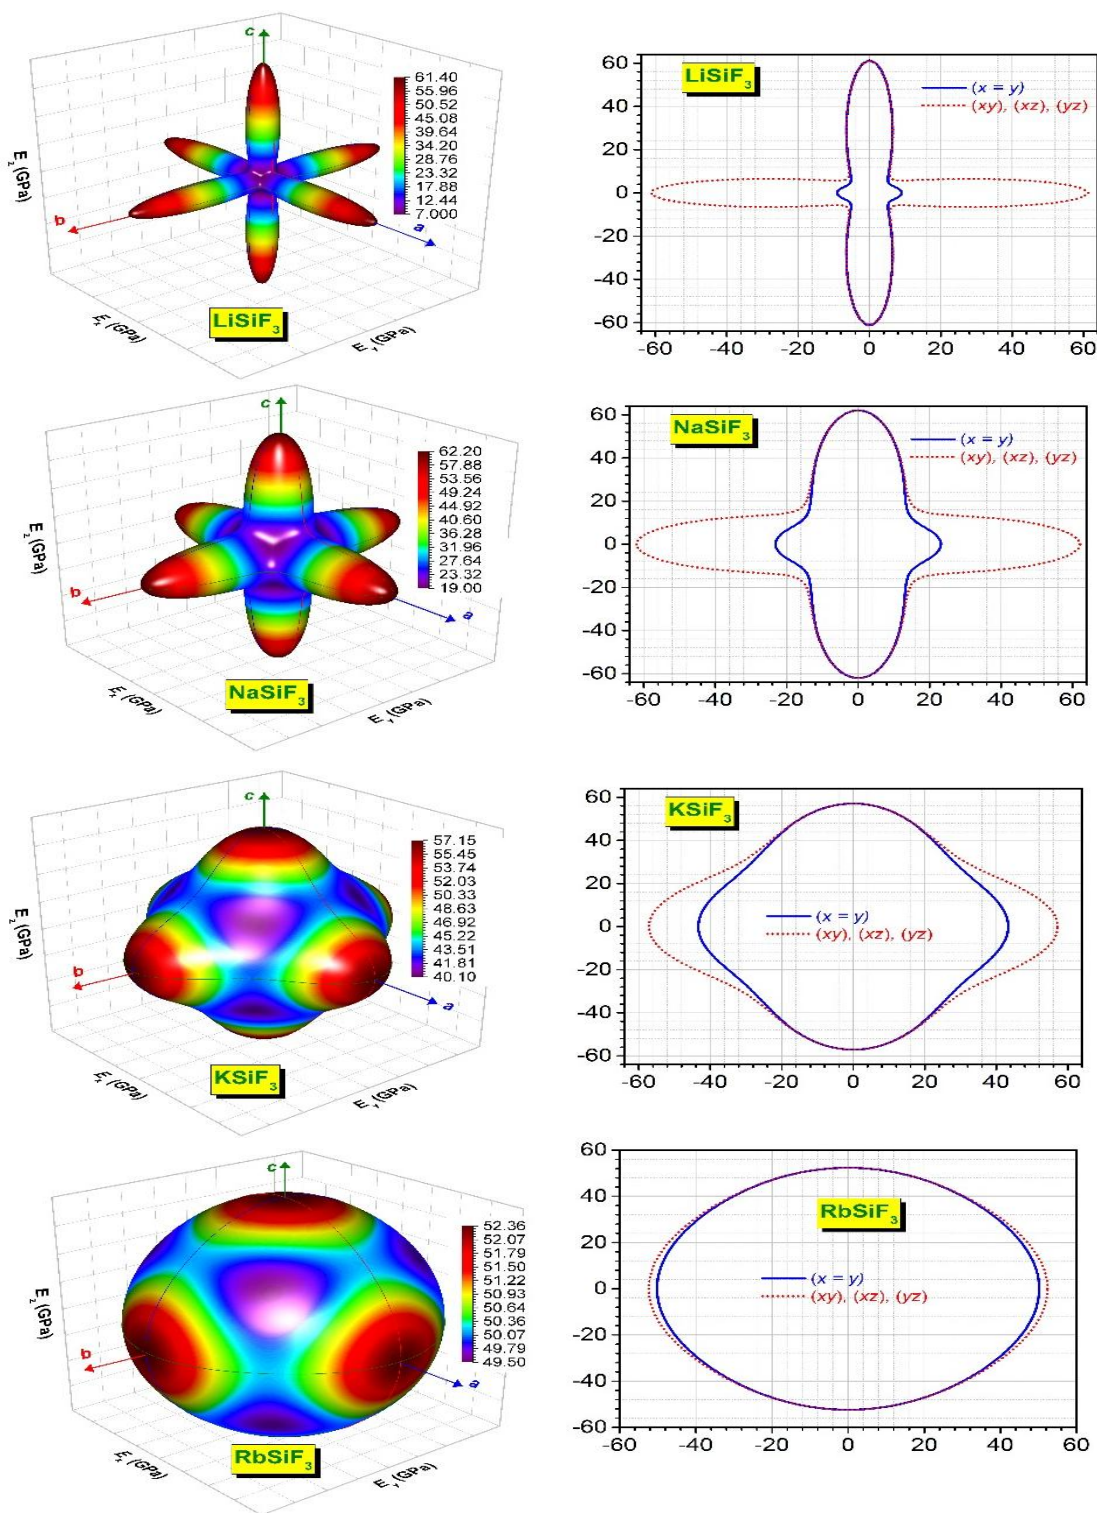 c
61.40
55.96
50.52
45.08
39.64
34.20
28.76
23.32
17.88
12.44
7.000
E_z (GPa)
b
a
E_x (GPa)
E_y (GPa)
LiSiF₃
LiSiF₃
(x = y)
(xy), (xz), (yz)
60
40
20
0
-20
-40
-60
-60 -40 -20 0 20 40 60
c
62.20
57.88
53.56
49.24
44.92
40.60
36.28
31.96
27.64
23.32
19.00
E_z (GPa)
b
a
E_x (GPa)
E_y (GPa)
NaSiF₃
NaSiF₃
(x = y)
(xy), (xz), (yz)
60
40
20
0
-20
-40
-60
-60 -40 -20 0 20 40 60
c
57.15
55.45
53.74
52.03
50.33
48.63
46.92
45.22
43.51
41.81
40.10
E_z (GPa)
b
a
E_x (GPa)
E_y (GPa)
KSiF₃
KSiF₃
(x = y)
(xy), (xz), (yz)
60
40
20
0
-20
-40
-60
-60 -40 -20 0 20 40 60
c
52.36
52.07
51.79
51.50
51.22
50.93
50.64
50.36
50.07
49.79
49.50
E_z (GPa)
b
a
E_x (GPa)
E_y (GPa)
RbSiF₃
RbSiF₃
(x = y)
(xy), (xz), (yz)
60
40
20
0
-20
-40
-60
-60 -40 -20 0 20 40 60